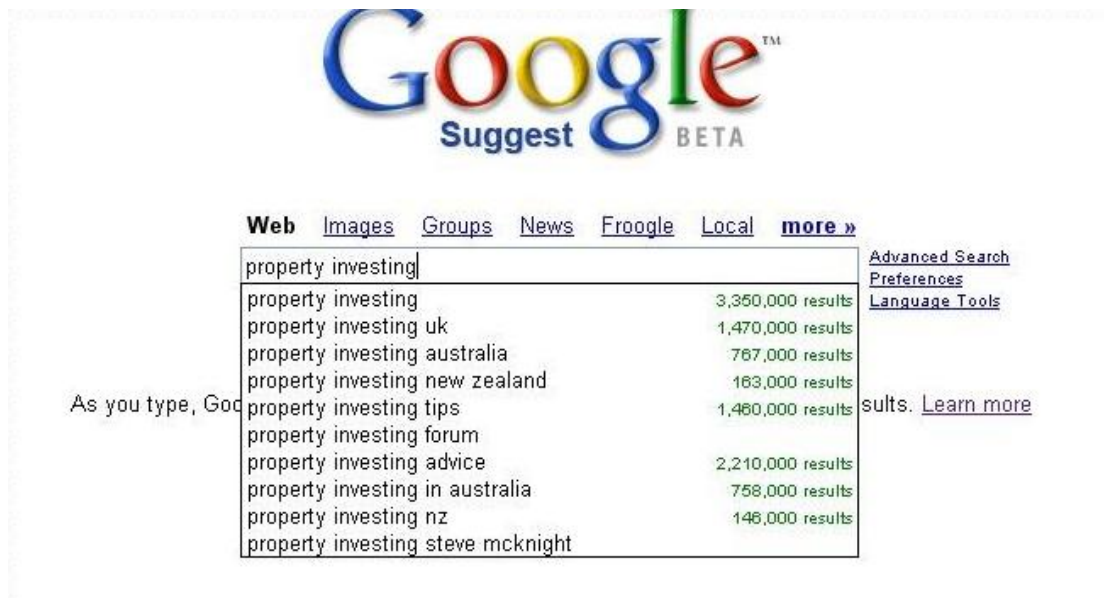 Google™
Suggest BETA
Web Images Groups News Froogle Local more »
property investing
Advanced Search
Preferences
Language Tools
property investing 3,350,000 results
property investing uk 1,470,000 results
property investing australia 767,000 results
property investing new zealand 163,000 results
property investing tips 1,460,000 results
property investing forum
property investing advice 2,210,000 results
property investing in australia 758,000 results
property investing nz 146,000 results
property investing steve mcknight
As you type, Goo sults. Learn more